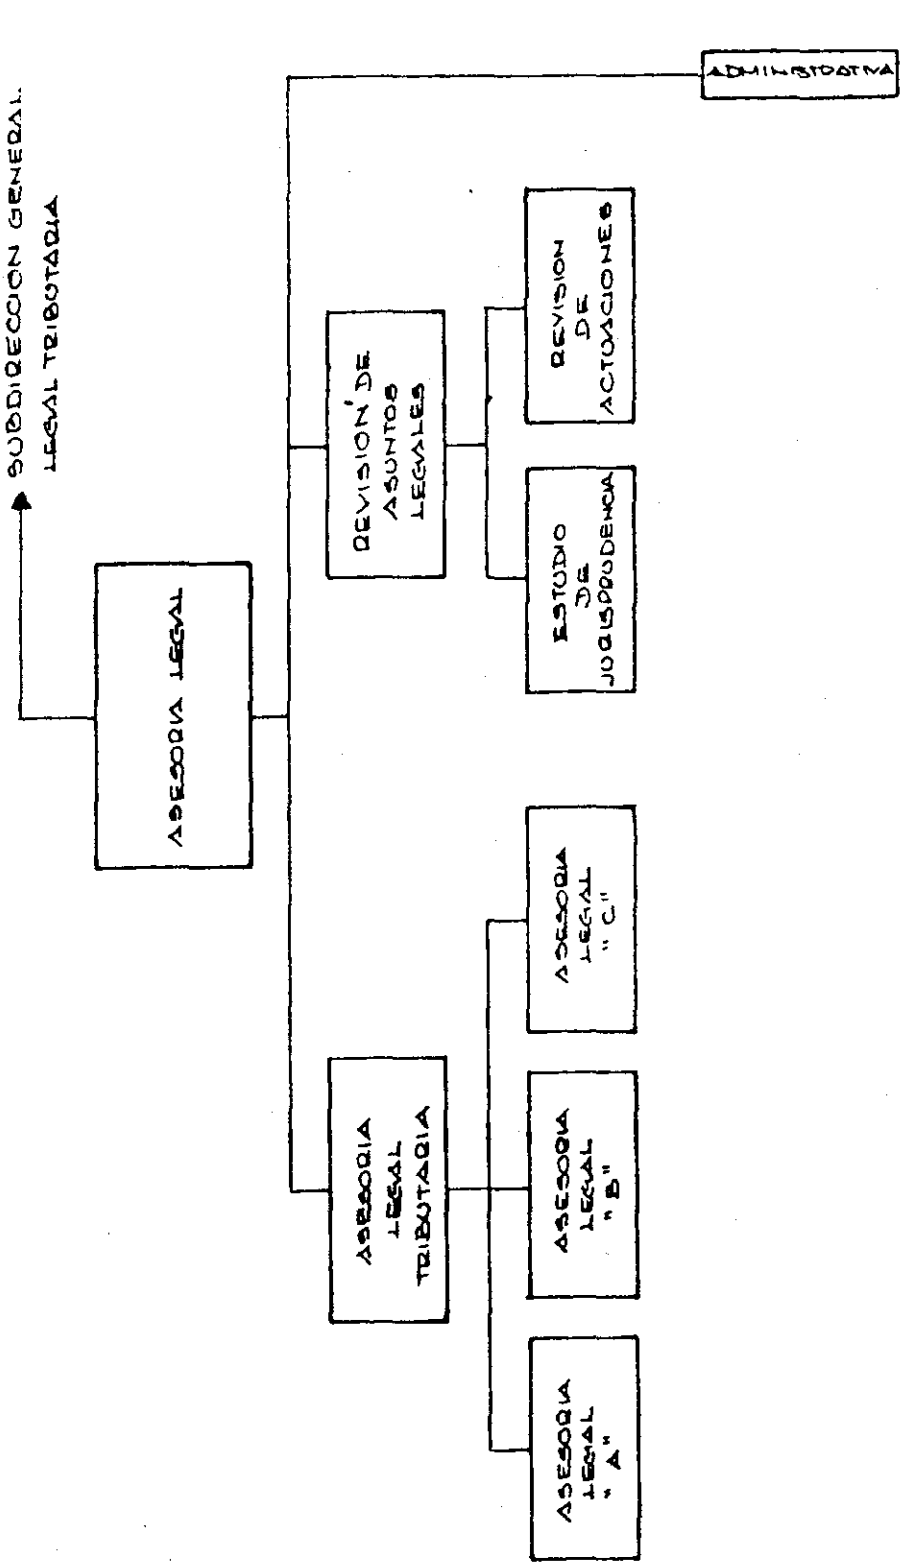 SUBDIRECCION GENERAL
LEGAL TRIBUTARIA
ASESORIA LEGAL
ASESORIA
LEGAL
TRIBUTARIA
REVISIÓN DE
ASUNTOS
LEGALES
ADMINISTRATIVA
ASESORIA
LEGAL
"A"
ASESORIA
LEGAL
"B"
ASESORIA
LEGAL
"C"
ESTUDIO
DE
JURISPRUDENCIA
REVISION
DE
ACTUACIONES